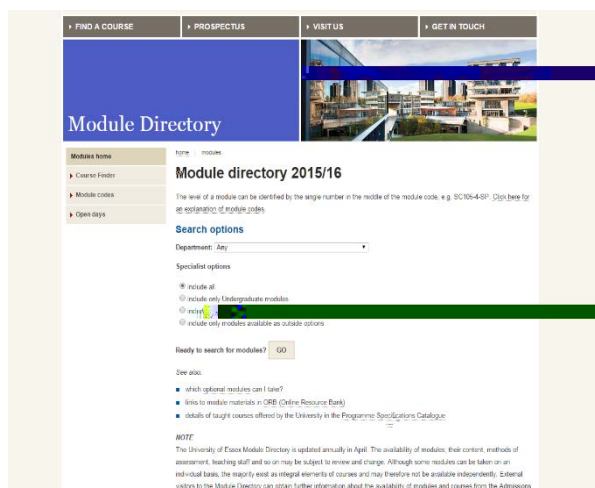 FIND A COURSE
PROSPECTUS
VISIT US
GET IN TOUCH
Module Directory
Modules home
Course Finder
Module codes
Open days
home modules
Module directory 2015/16
The level of a module can be identified by the single number in the middle of the module code, e.g. SC105-4-SP. Click here for
an explanation of module codes.
Search options
Department: Any
Specialist options
include all
include only Undergraduate modules
include only modules available as outside options
Ready to search for modules? GO
See also:
which optional modules can I take?
links to module materials in ORB (Online Resource Bank)
details of taught courses offered by the University in the Programme Specifications Catalogue
NOTE
The University of Essex Module Directory is updated annually in April. The availability of modules, their content, methods of
assessment, teaching staff and so on may be subject to review and change. Although some modules can be taken on an
individual basis, the majority exist as integral elements of courses and may therefore not be available independently. External
visitors to the Module Directory can obtain further information about the availability of modules and courses from the Admissions